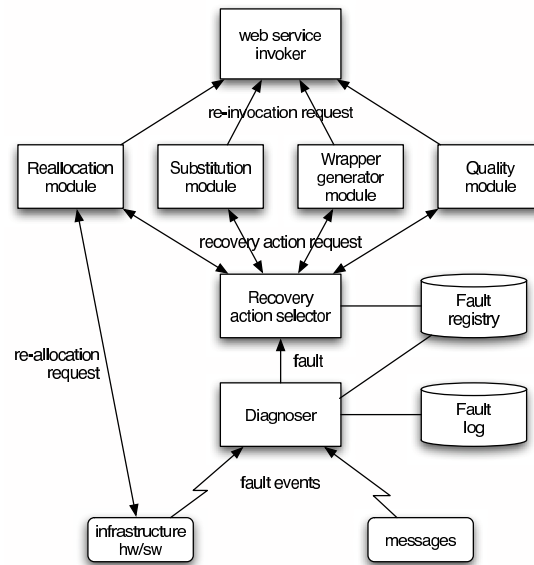 web service
invoker
re-invocation request
Reallocation
module
Substitution
module
Wrapper
generator
module
Quality
module
recovery action request
Recovery
action selector
Fault
registry
re-allocation
request
fault
Diagnoser
Fault
log
fault events
infrastructure
hw/sw
messages